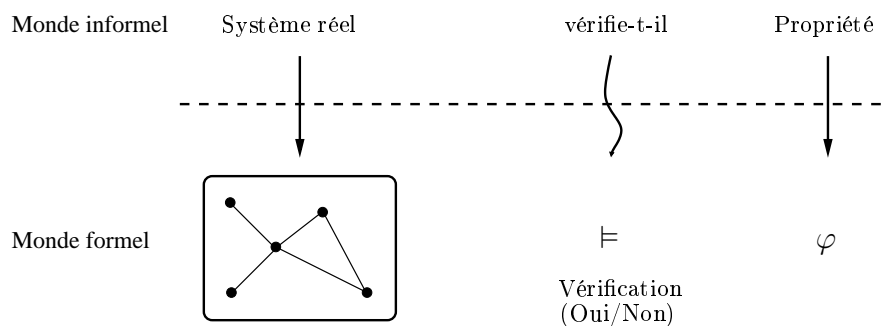 Monde informel Système réel vérifie-t-il Propriété
Monde formel ⊨ φ
Vérification
(Oui/Non)